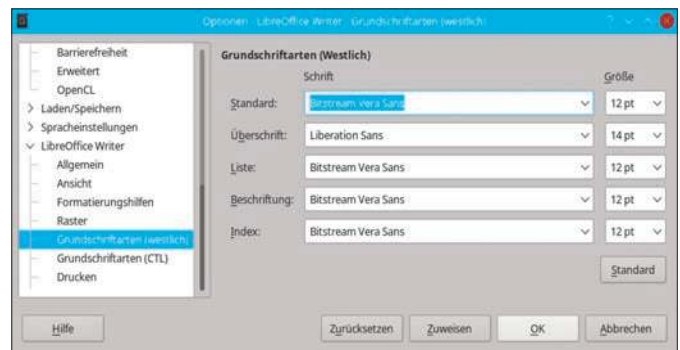 Optionen - LibreOffice Writer - Grundschriftarten (westlich)
Barrierefreiheit
Erweitert
OpenCL
Laden/Speichern
Spracheinstellungen
LibreOffice Writer
Allgemein
Ansicht
Formatierungshilfen
Raster
Grundschriftarten (westlich)
Grundschriftarten (CTL)
Drucken
Grundschriftarten (Westlich)
Schrift Größe
Standard: Bitstream Vera Sans 12 pt
Überschrift: Liberation Sans 14 pt
Liste: Bitstream Vera Sans 12 pt
Beschriftung: Bitstream Vera Sans 12 pt
Index: Bitstream Vera Sans 12 pt
Standard
Hilfe Zurücksetzen Zuweisen OK Abbrechen